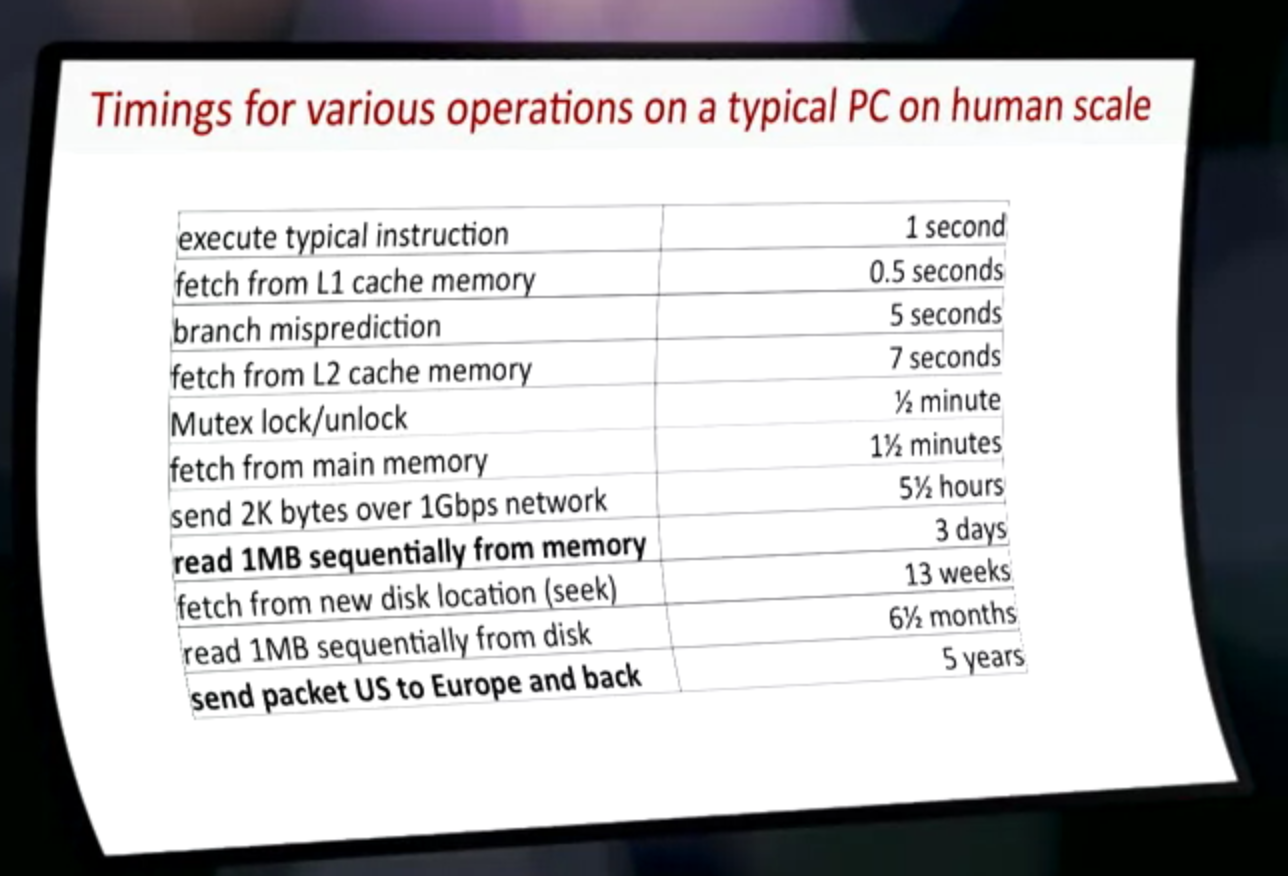 Timings for various operations on a typical PC on human scale
execute typical instruction 1 second
fetch from L1 cache memory 0.5 seconds
branch misprediction 5 seconds
fetch from L2 cache memory 7 seconds
Mutex lock/unlock ½ minute
fetch from main memory 1½ minutes
send 2K bytes over 1Gbps network 5½ hours
read 1MB sequentially from memory 3 days
fetch from new disk location (seek) 13 weeks
read 1MB sequentially from disk 6½ months
send packet US to Europe and back 5 years